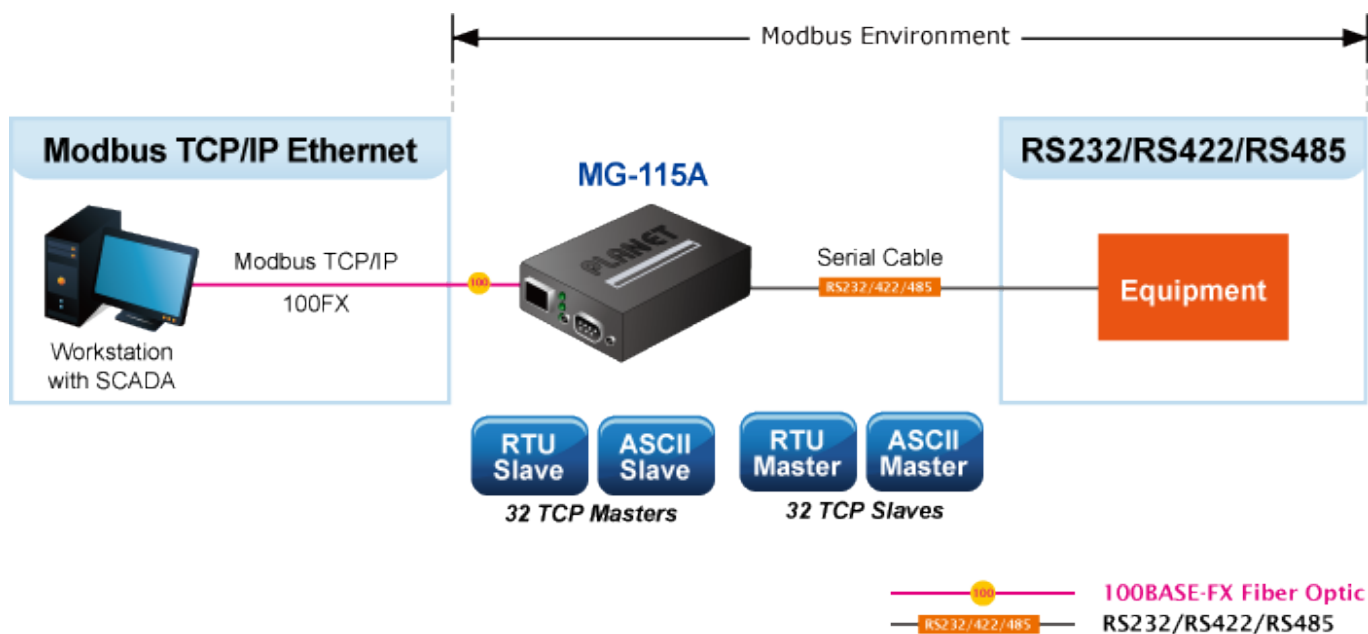 Modbus Environment
Modbus TCP/IP Ethernet
RS232/RS422/RS485
MG-115A
PLANET
Modbus TCP/IP
100
100FX
Serial Cable
RS232/422/485
Equipment
Workstation
with SCADA
RTU
Slave
ASCII
Slave
32 TCP Masters
RTU
Master
ASCII
Master
32 TCP Slaves
100
100BASE-FX Fiber Optic
RS232/422/485
RS232/RS422/RS485